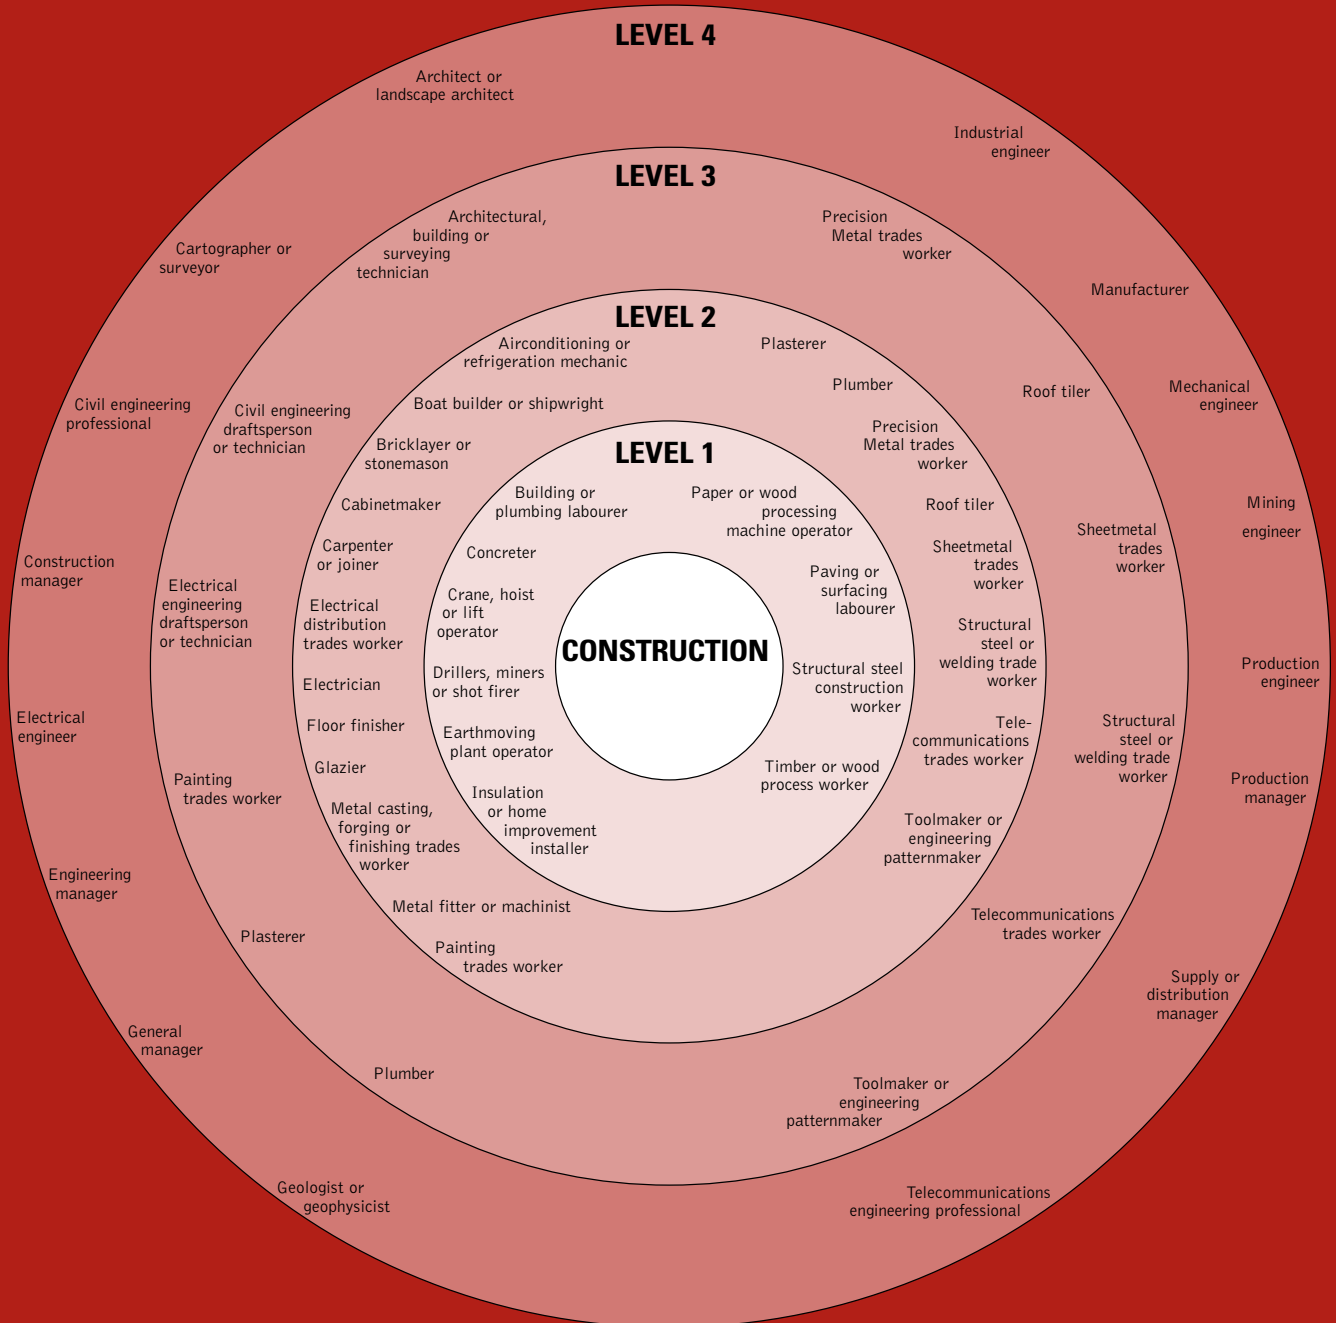 LEVEL 4
Architect or
landscape architect
Cartographer or
surveyor
Civil engineering
professional
Construction
manager
Electrical
engineer
Engineering
manager
General
manager
Geologist or
geophysicist
Industrial
engineer
Manufacturer
Mechanical
engineer
Mining
engineer
Production
engineer
Production
manager
Supply or
distribution
manager
Telecommunications
engineering professional
LEVEL 3
Architectural,
building or
surveying
technician
Civil engineering
draftsperson
or technician
Electrical
engineering
draftsperson
or technician
Painting
trades worker
Plasterer
Plumber
Precision
Metal trades
worker
Roof tiler
Sheetmetal
trades
worker
Structural
steel or
welding trade
worker
Telecommunications
trades worker
Toolmaker or
engineering
patternmaker
LEVEL 2
Airconditioning or
refrigeration mechanic
Boat builder or shipwright
Bricklayer or
stonemason
Cabinetmaker
Carpenter
or joiner
Electrical
distribution
trades worker
Electrician
Floor finisher
Glazier
Metal casting,
forging or
finishing trades
worker
Metal fitter or machinist
Painting
trades worker
Plasterer
Plumber
Precision
Metal trades
worker
Roof tiler
Sheetmetal
trades
worker
Structural
steel or
welding trade
worker
Tele-
communications
trades worker
Toolmaker or
engineering
patternmaker
LEVEL 1
Building or
plumbing labourer
Concreter
Crane, hoist
or lift
operator
Drillers, miners
or shot firer
Earthmoving
plant operator
Insulation
or home
improvement
installer
Paper or wood
processing
machine operator
Paving or
surfacing
labourer
Structural steel
construction
worker
Timber or wood
process worker
CONSTRUCTION